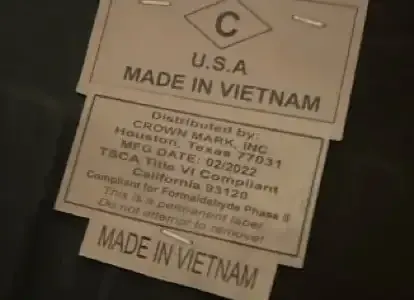 C
U.S.A
MADE IN VIETNAM
Distributed by:
CROWN MARK, INC
Houston, Texas 77031
MFG DATE: 02/2022
TSCA Title VI Compliant
California 93120
Compliant for Formaldehyde Phase II
This is a permanent label
Do not attempt to remove!
MADE IN VIETNAM